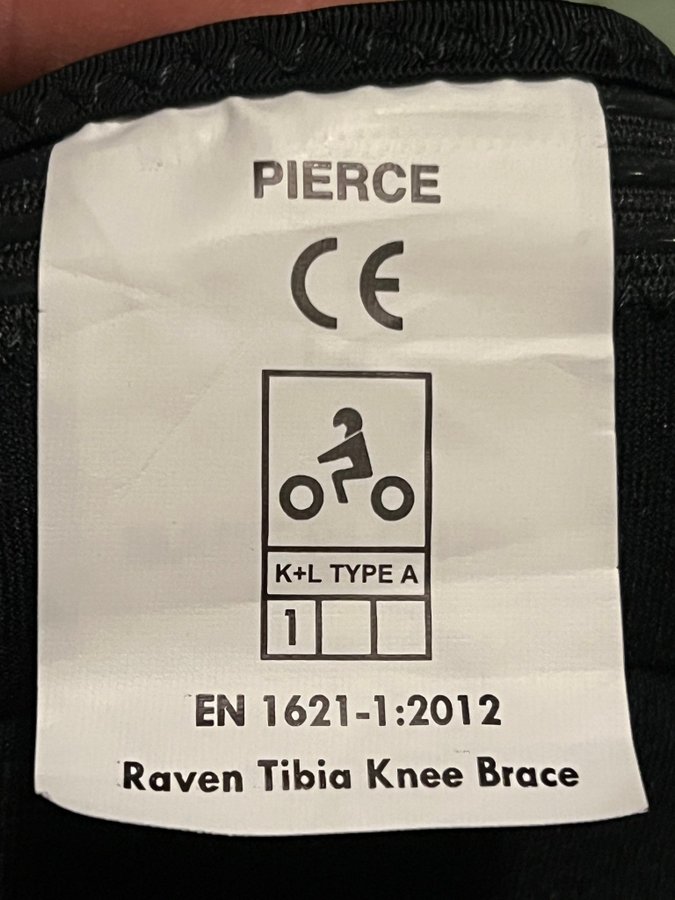 PIERCE
CE
K+L TYPE A
1
EN 1621-1:2012
Raven Tibia Knee Brace